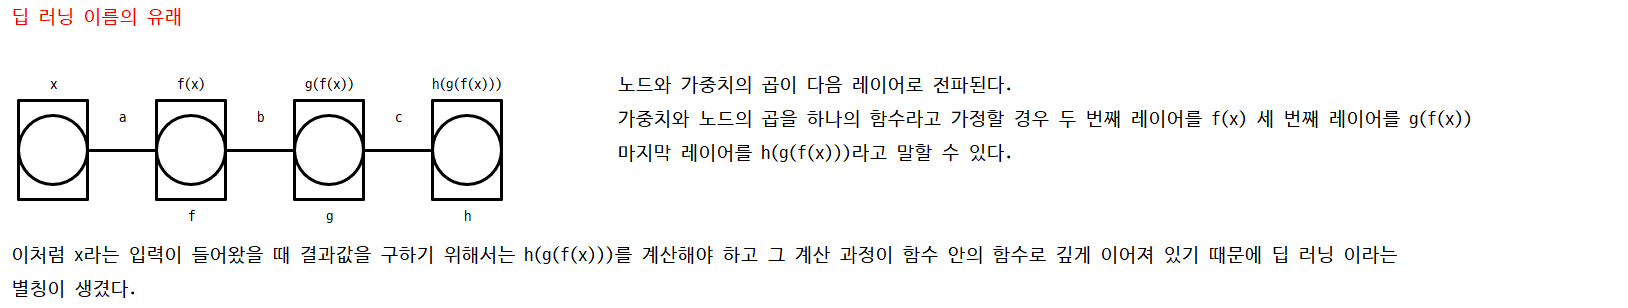 딥 러닝 이름의 유래
x f(x) g(f(x)) h(g(f(x)))
a b c
f g h
노드와 가중치의 곱이 다음 레이어로 전파된다.
가중치와 노드의 곱을 하나의 함수라고 가정할 경우 두 번째 레이어를 f(x) 세 번째 레이어를 g(f(x))
마지막 레이어를 h(g(f(x)))라고 말할 수 있다.
이처럼 x라는 입력이 들어왔을 때 결과값을 구하기 위해서는 h(g(f(x)))를 계산해야 하고 그 계산 과정이 함수 안의 함수로 깊게 이어져 있기 때문에 딥 러닝 이라는
별칭이 생겼다.